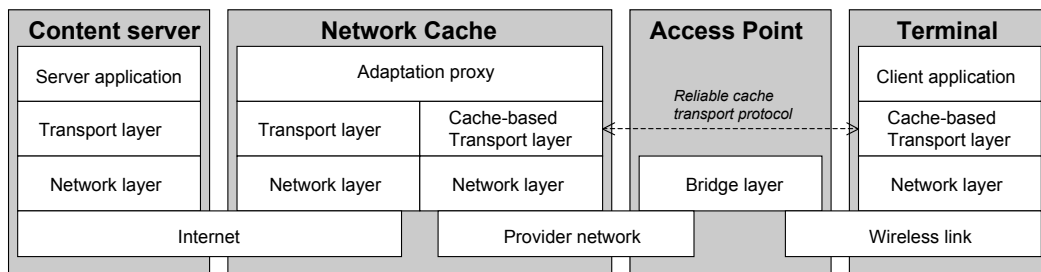 Content server
Network Cache
Access Point
Terminal
Server application
Adaptation proxy
Client application
Reliable cache
transport protocol
Transport layer
Transport layer
Cache-based
Transport layer
Cache-based
Transport layer
Network layer
Network layer
Network layer
Bridge layer
Network layer
Internet
Provider network
Wireless link